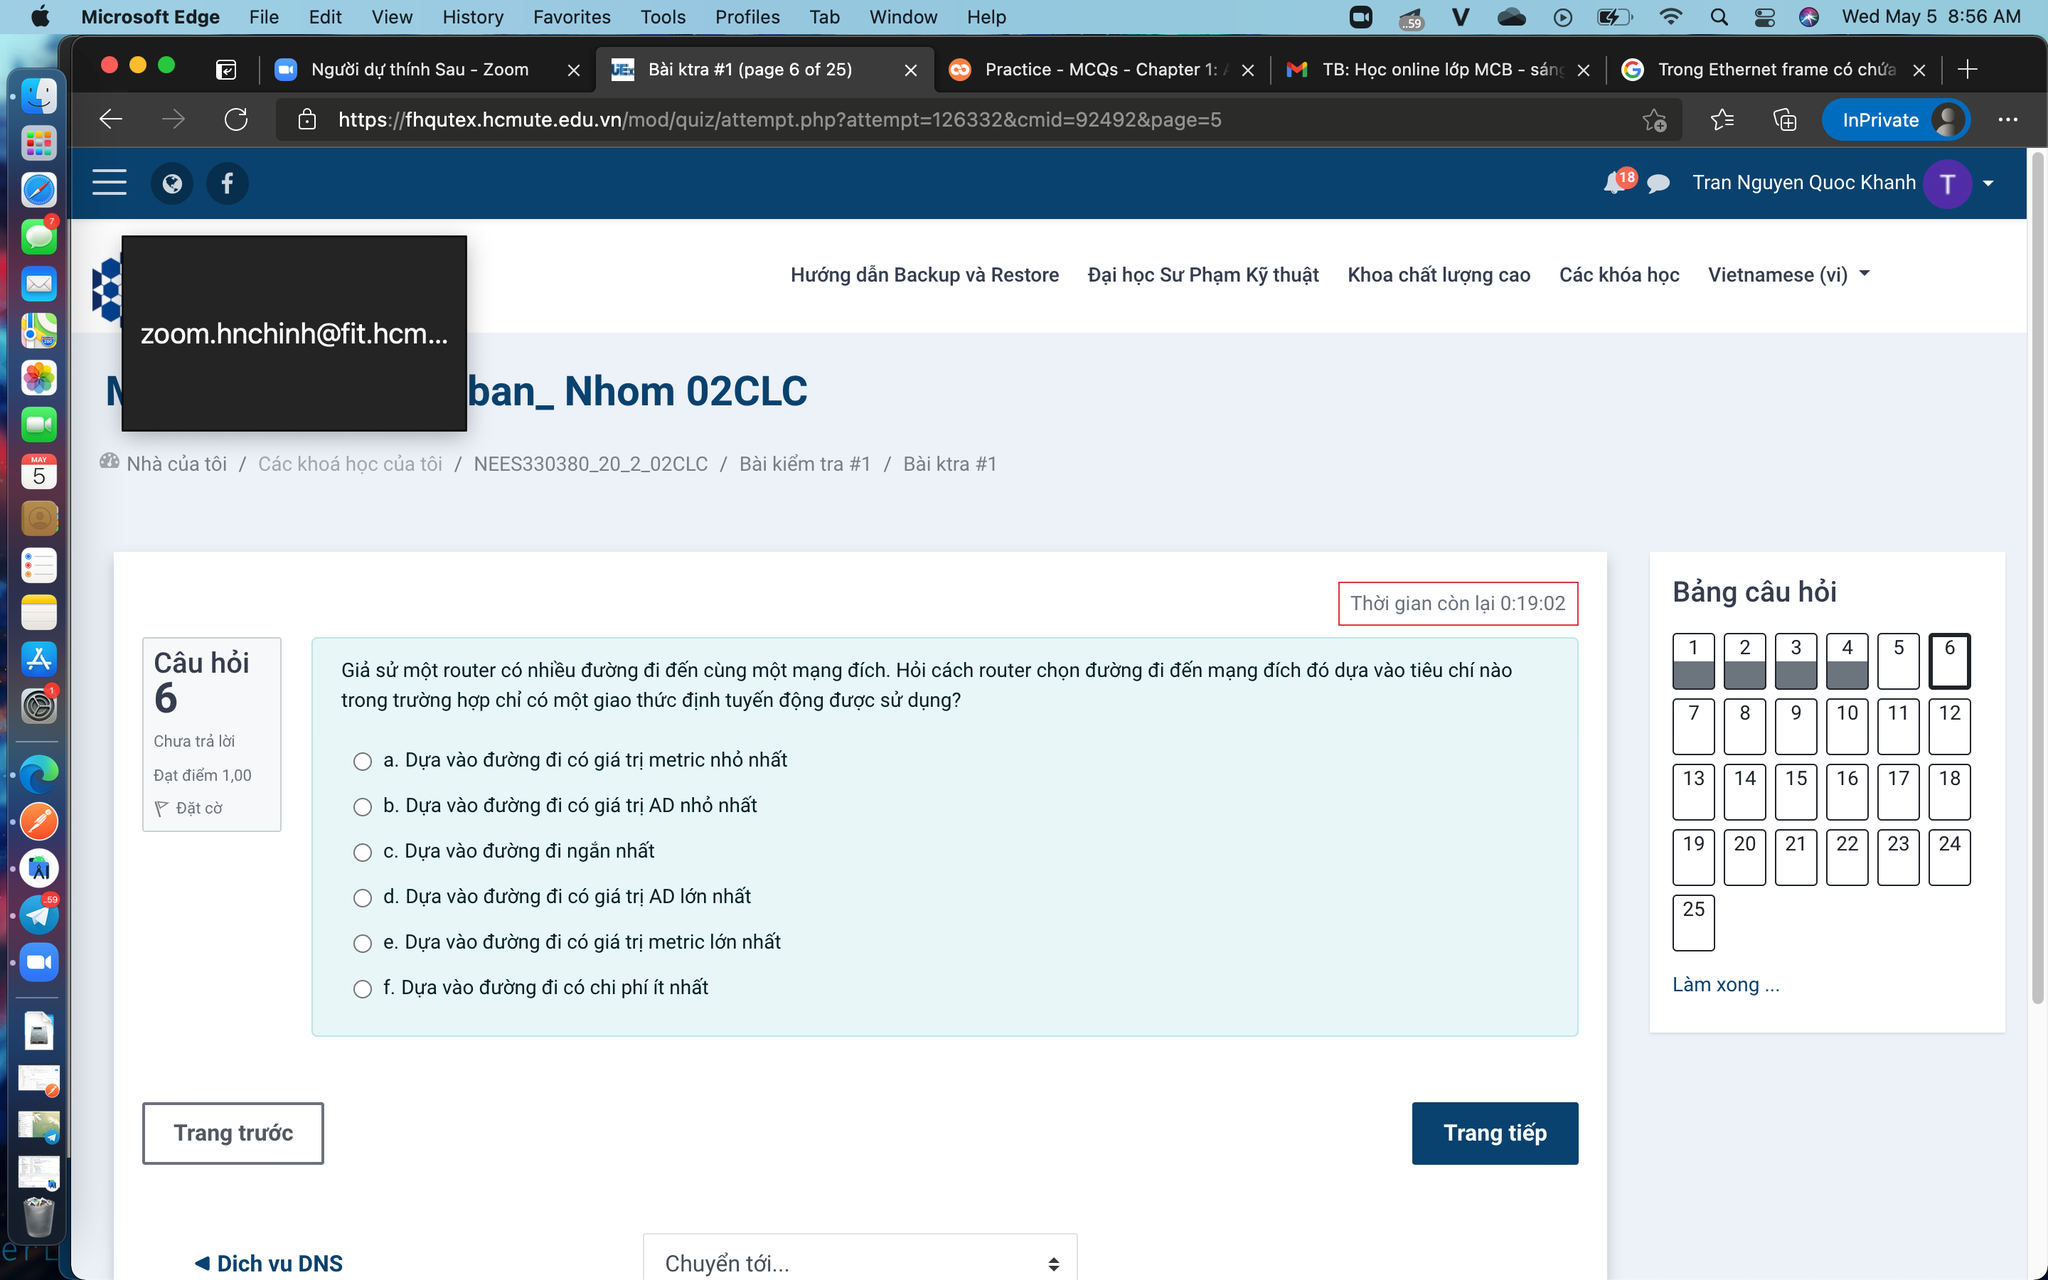 Microsoft Edge File Edit View History Favorites Tools Profiles Tab Window Help ..59 V Wed May 5 8:56 AM
Người dự thính Sau - Zoom UTEx Bài ktra #1 (page 6 of 25) Practice - MCQs - Chapter 1: TB: Học online lớp MCB - sáng Trong Ethernet frame có chứa
https://fhqutex.hcmute.edu.vn/mod/quiz/attempt.php?attempt=126332&cmid=92492&page=5 InPrivate
18 Tran Nguyen Quoc Khanh T
Hướng dẫn Backup và Restore Đại học Sư Phạm Kỹ thuật Khoa chất lượng cao Các khóa học Vietnamese (vi)
zoom.hnchinh@fit.hcm...
ban_ Nhom 02CLC
Nhà của tôi / Các khoá học của tôi / NEES330380_20_2_02CLC / Bài kiểm tra #1 / Bài ktra #1
Thời gian còn lại 0:19:02
Câu hỏi
6
Chưa trả lời
Đạt điểm 1,00
Đặt cờ
Giả sử một router có nhiều đường đi đến cùng một mạng đích. Hỏi cách router chọn đường đi đến mạng đích đó dựa vào tiêu chí nào
trong trường hợp chỉ có một giao thức định tuyến động được sử dụng?
a. Dựa vào đường đi có giá trị metric nhỏ nhất
b. Dựa vào đường đi có giá trị AD nhỏ nhất
c. Dựa vào đường đi ngắn nhất
d. Dựa vào đường đi có giá trị AD lớn nhất
e. Dựa vào đường đi có giá trị metric lớn nhất
f. Dựa vào đường đi có chi phí ít nhất
Bảng câu hỏi
1 2 3 4 5 6
7 8 9 10 11 12
13 14 15 16 17 18
19 20 21 22 23 24
25
Làm xong ...
Trang trước
Trang tiếp
◄ Dich vu DNS
Chuyển tới...
7
MAY
5
1
..59